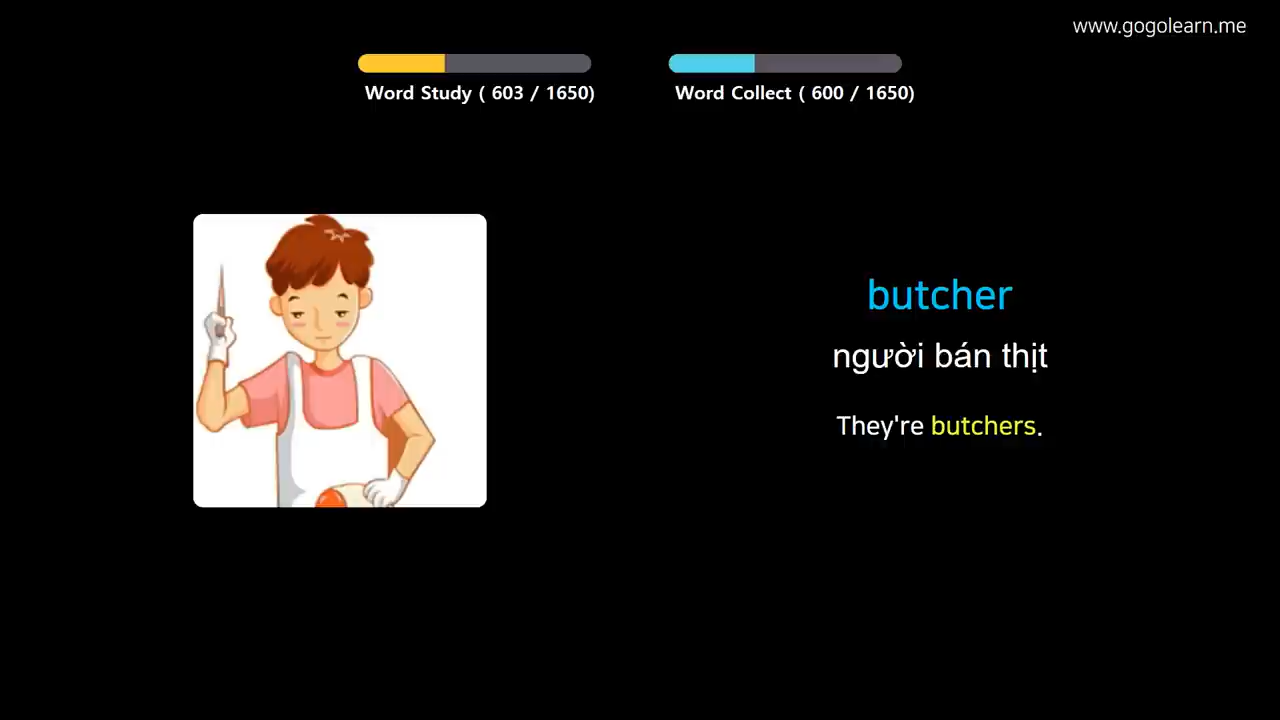 www.gogolearn.me
Word Study ( 603 / 1650)
Word Collect ( 600 / 1650)
butcher
người bán thịt
They're butchers.